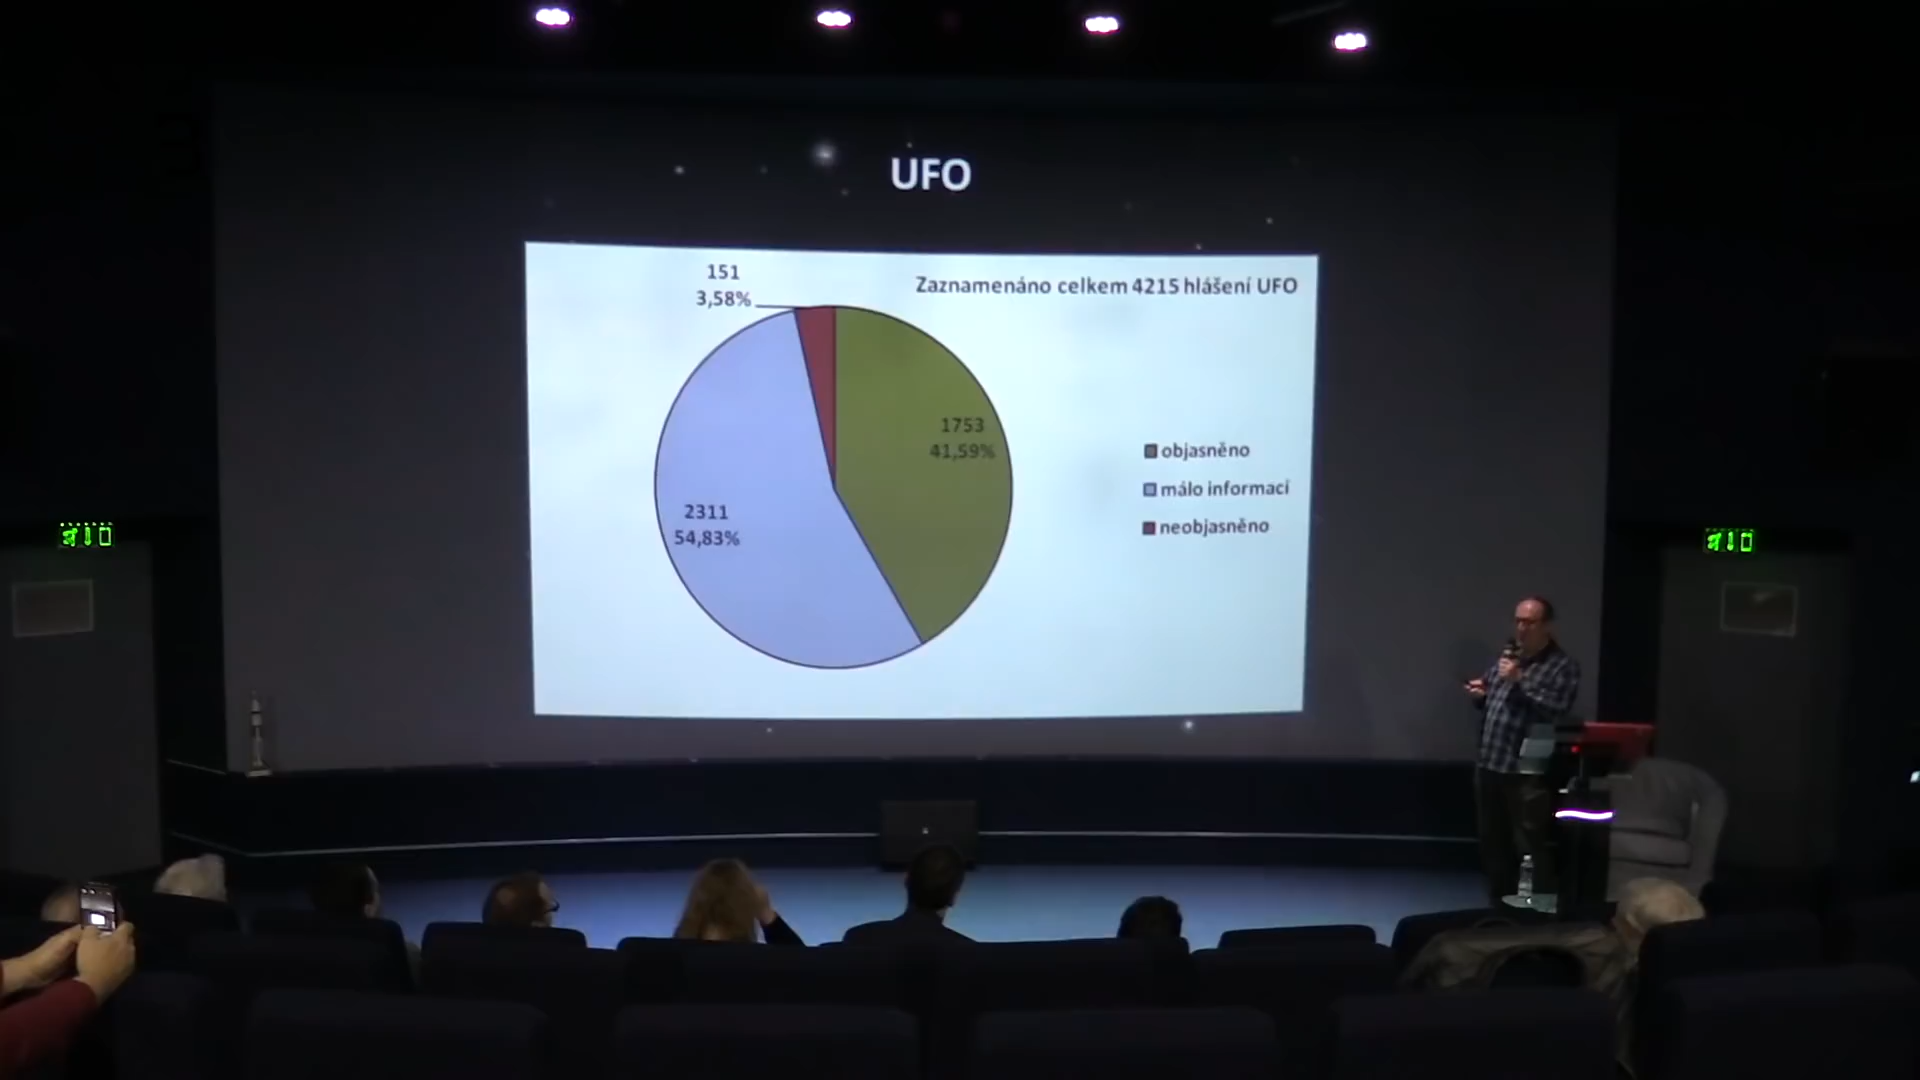 UFO
151
3,58%
Zaznamenáno celkem 4215 hlášení UFO
1753
41,59%
2311
54,83%
objasněno
málo informací
neobjasněno